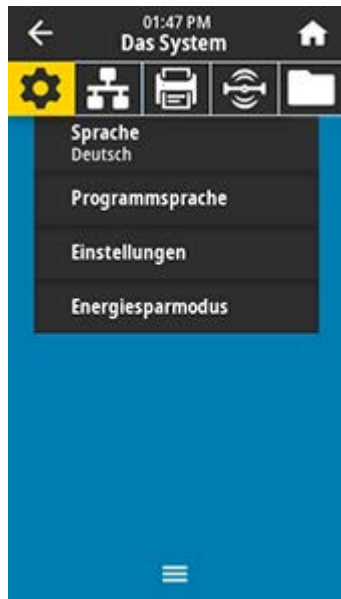 01:47 PM
Das System
Sprache
Deutsch
Programmsprache
Einstellungen
Energiesparmodus